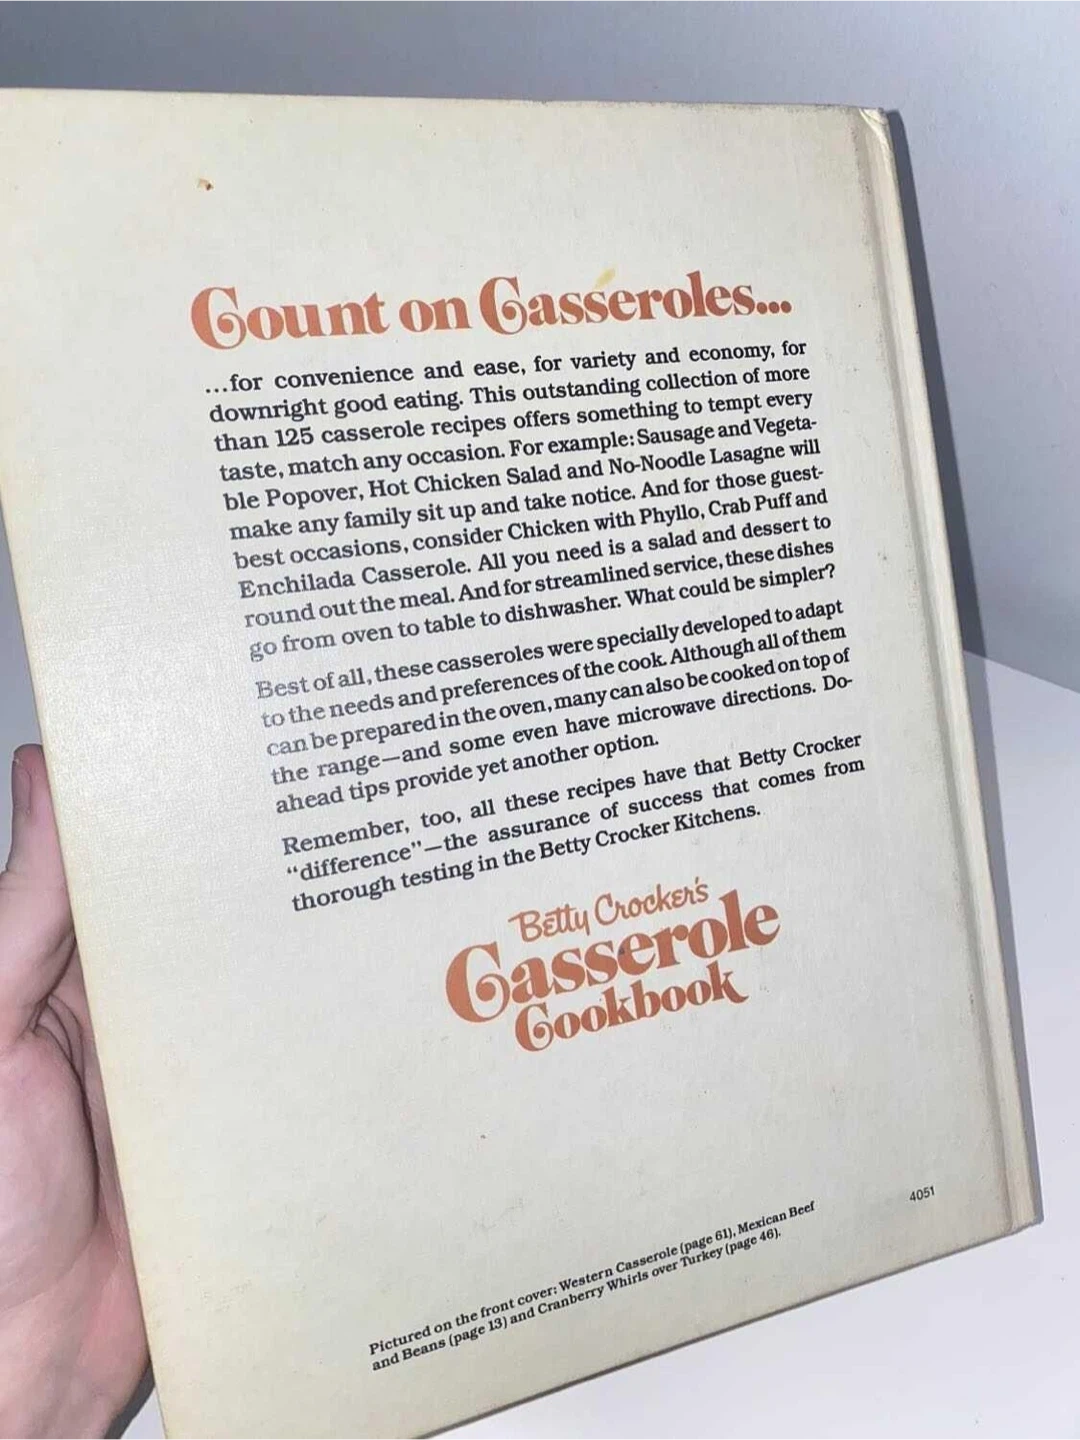 Count on Casseroles...
...for convenience and ease, for variety and economy, for
downright good eating. This outstanding collection of more
than 125 casserole recipes offers something to tempt every
taste, match any occasion. For example: Sausage and Vegeta-
ble Popover, Hot Chicken Salad and No-Noodle Lasagne will
make any family sit up and take notice. And for those guest-
best occasions, consider Chicken with Phyllo, Crab Puff and
Enchilada Casserole. All you need is a salad and dessert to
round out the meal. And for streamlined service, these dishes
go from oven to table to dishwasher. What could be simpler?
Best of all, these casseroles were specially developed to adapt
to the needs and preferences of the cook. Although all of them
can be prepared in the oven, many can also be cooked on top of
the range—and some even have microwave directions. Do-
ahead tips provide yet another option.
Remember, too, all these recipes have that Betty Crocker
“difference”—the assurance of success that comes from
thorough testing in the Betty Crocker Kitchens.
Betty Crocker's
Casserole
Cookbook
4051
Pictured on the front cover: Western Casserole (page 61), Mexican Beef
and Beans (page 13) and Cranberry Whirls over Turkey (page 46).